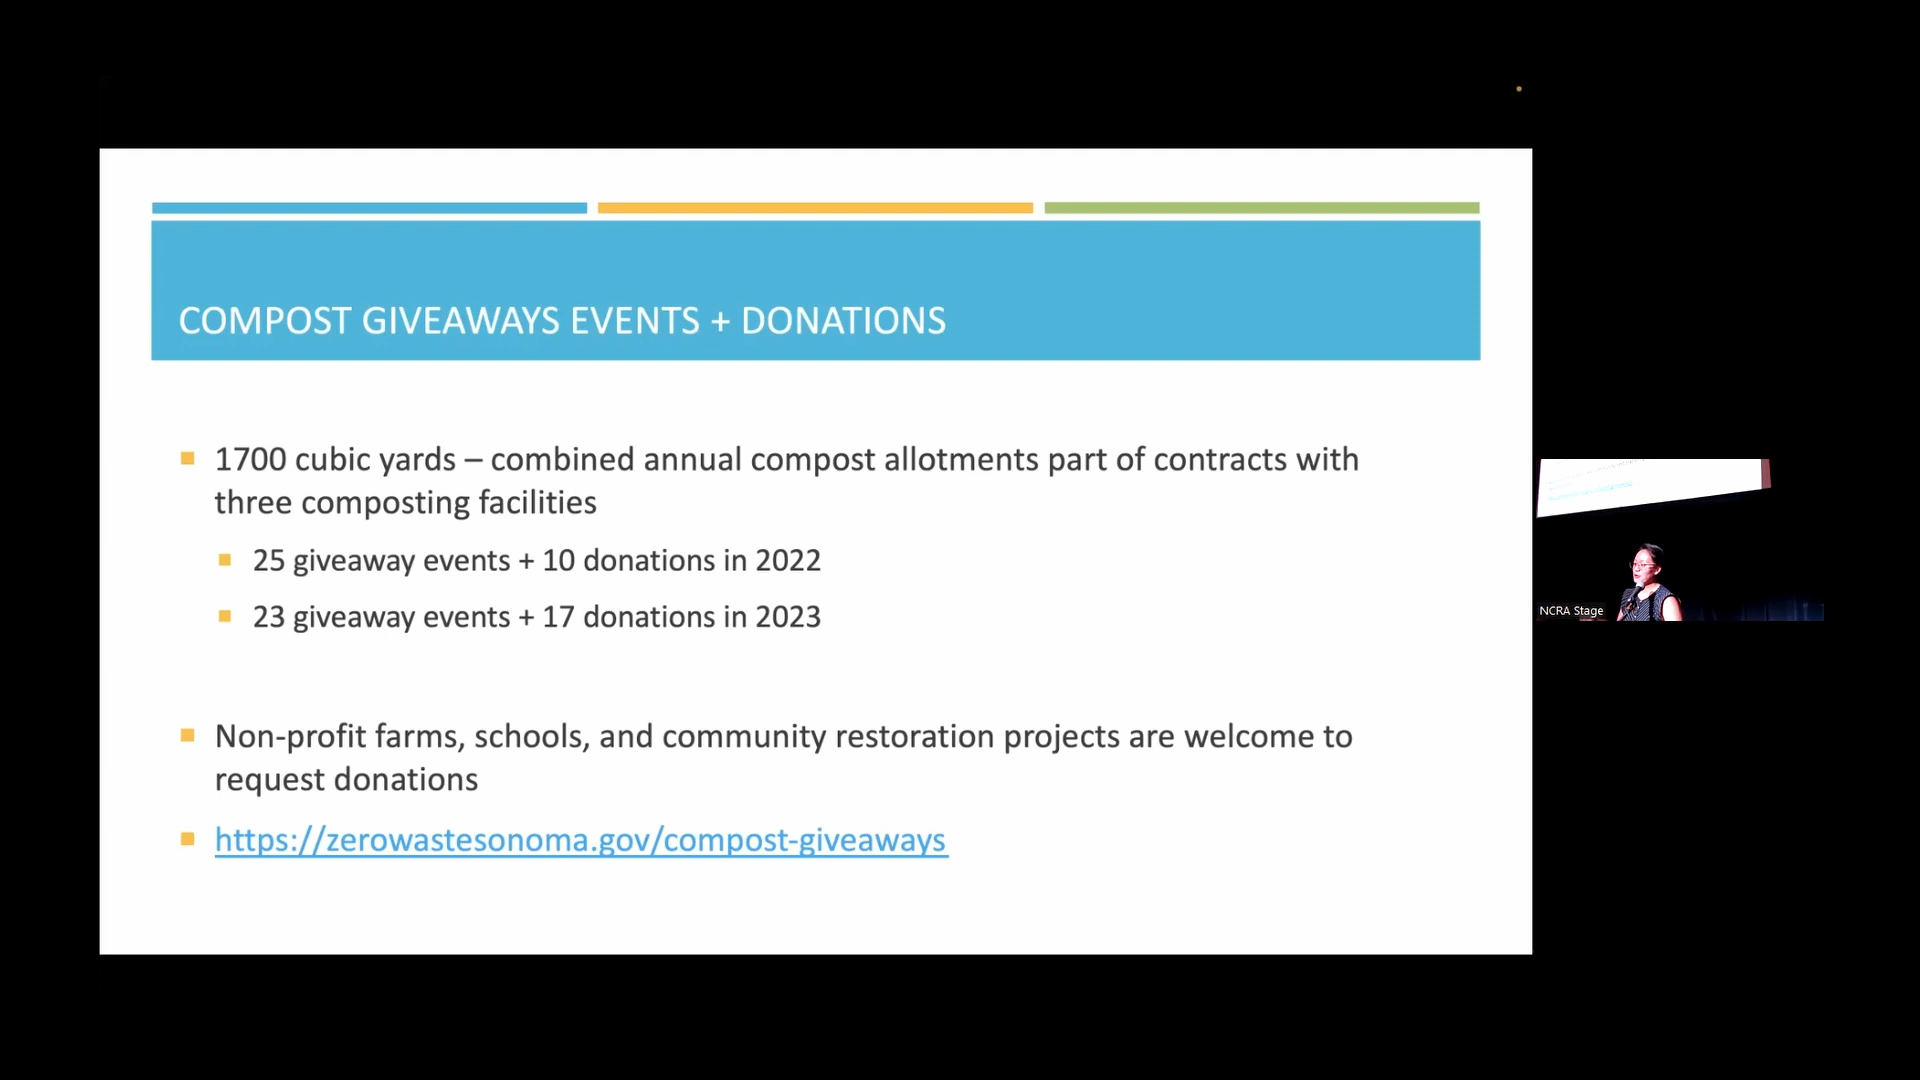 COMPOST GIVEAWAYS EVENTS + DONATIONS
1700 cubic yards – combined annual compost allotments part of contracts with
three composting facilities
25 giveaway events + 10 donations in 2022
23 giveaway events + 17 donations in 2023
Non-profit farms, schools, and community restoration projects are welcome to
request donations
https://zerowastesonoma.gov/compost-giveaways
NCRA Stage